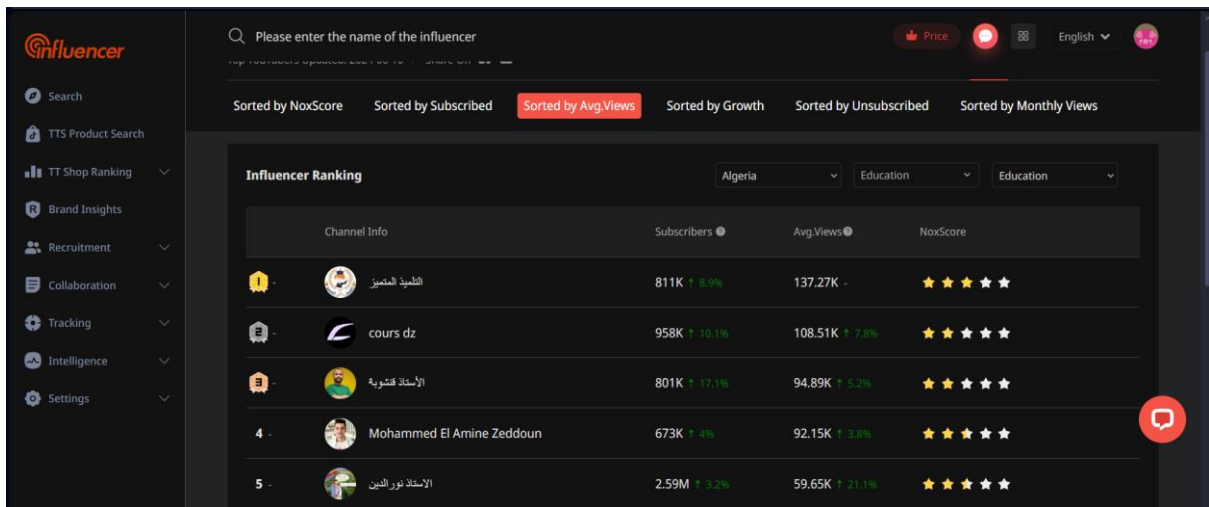 influencer
Please enter the name of the influencer
Price
English
Search
Sorted by NoxScore Sorted by Subscribed Sorted by Avg.Views Sorted by Growth Sorted by Unsubscribed Sorted by Monthly Views
TTS Product Search
TT Shop Ranking
Influencer Ranking Algeria Education Education
Brand Insights
Channel Info Subscribers Avg.Views NoxScore
Recruitment
1 - التلميذ المتميز 811K ↑ 8.9% 137.27K -
Collaboration
Tracking
2 - cours dz 958K ↑ 10.1% 108.51K ↑ 7.8%
Intelligence
3 - الأستاذ قنشوبة 801K ↑ 17.1% 94.89K ↑ 5.2%
Settings
4 - Mohammed El Amine Zeddoun 673K ↑ 4% 92.15K ↑ 3.8%
5 - الاستاذ نور الدين 2.59M ↑ 3.2% 59.65K ↑ 21.1%